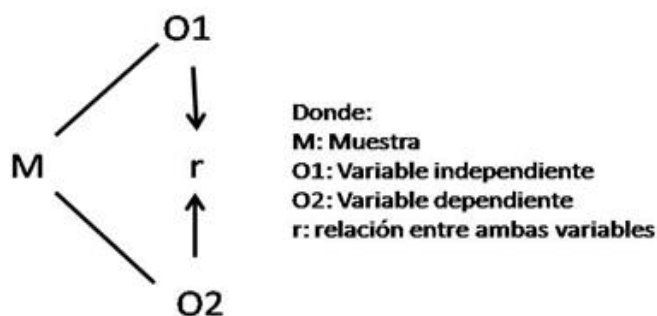 O1
M
r
O2
Donde:
M: Muestra
O1: Variable independiente
O2: Variable dependiente
r: relación entre ambas variables